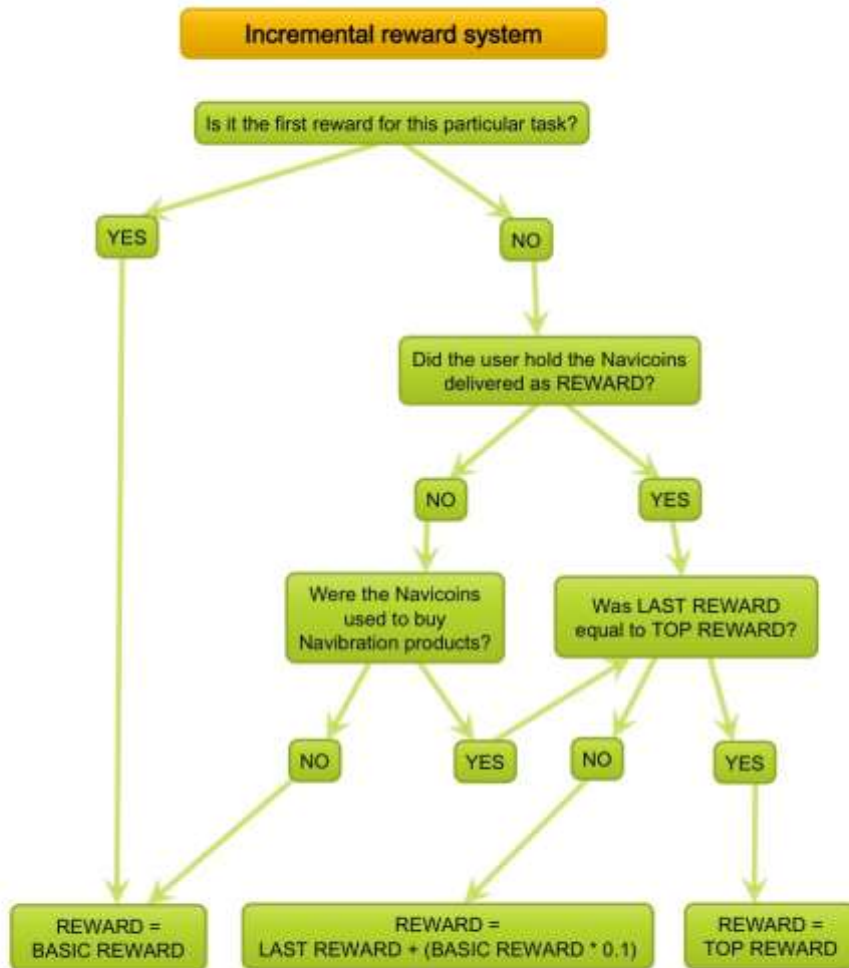 Incremental reward system
Is it the first reward for this particular task?
YES
NO
Did the user hold the Navicoins
delivered as REWARD?
NO
YES
Were the Navicoins
used to buy
Navibration products?
Was LAST REWARD
equal to TOP REWARD?
NO
YES
NO
YES
REWARD =
BASIC REWARD
REWARD =
LAST REWARD + (BASIC REWARD * 0.1)
REWARD =
TOP REWARD